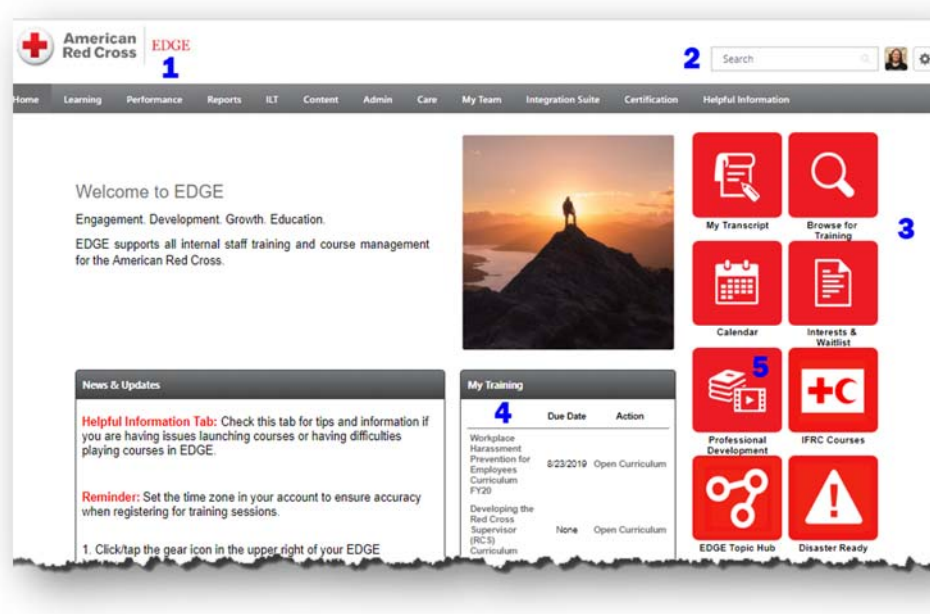 American
Red Cross
EDGE
1
2
Search
Home Learning Performance Reports ILT Content Admin Care My Team Integration Suite Certification Helpful Information
Welcome to EDGE
Engagement. Development. Growth. Education.
EDGE supports all internal staff training and course management
for the American Red Cross.
My Transcript
Browse for
Training
3
Calendar
Interests &
Waitlist
5
Professional
Development
IFRC Courses
EDGE Topic Hub
Disaster Ready
News & Updates
Helpful Information Tab: Check this tab for tips and information if
you are having issues launching courses or having difficulties
playing courses in EDGE.
Reminder: Set the time zone in your account to ensure accuracy
when registering for training sessions.
1. Click/tap the gear icon in the upper right of your EDGE
My Training
4
Due Date Action
Workplace
Harassment
Prevention for
Employees
Curriculum
FY20
8/23/2019 Open Curriculum
Developing the
Red Cross
Supervisor
(RCS)
Curriculum
None Open Curriculum